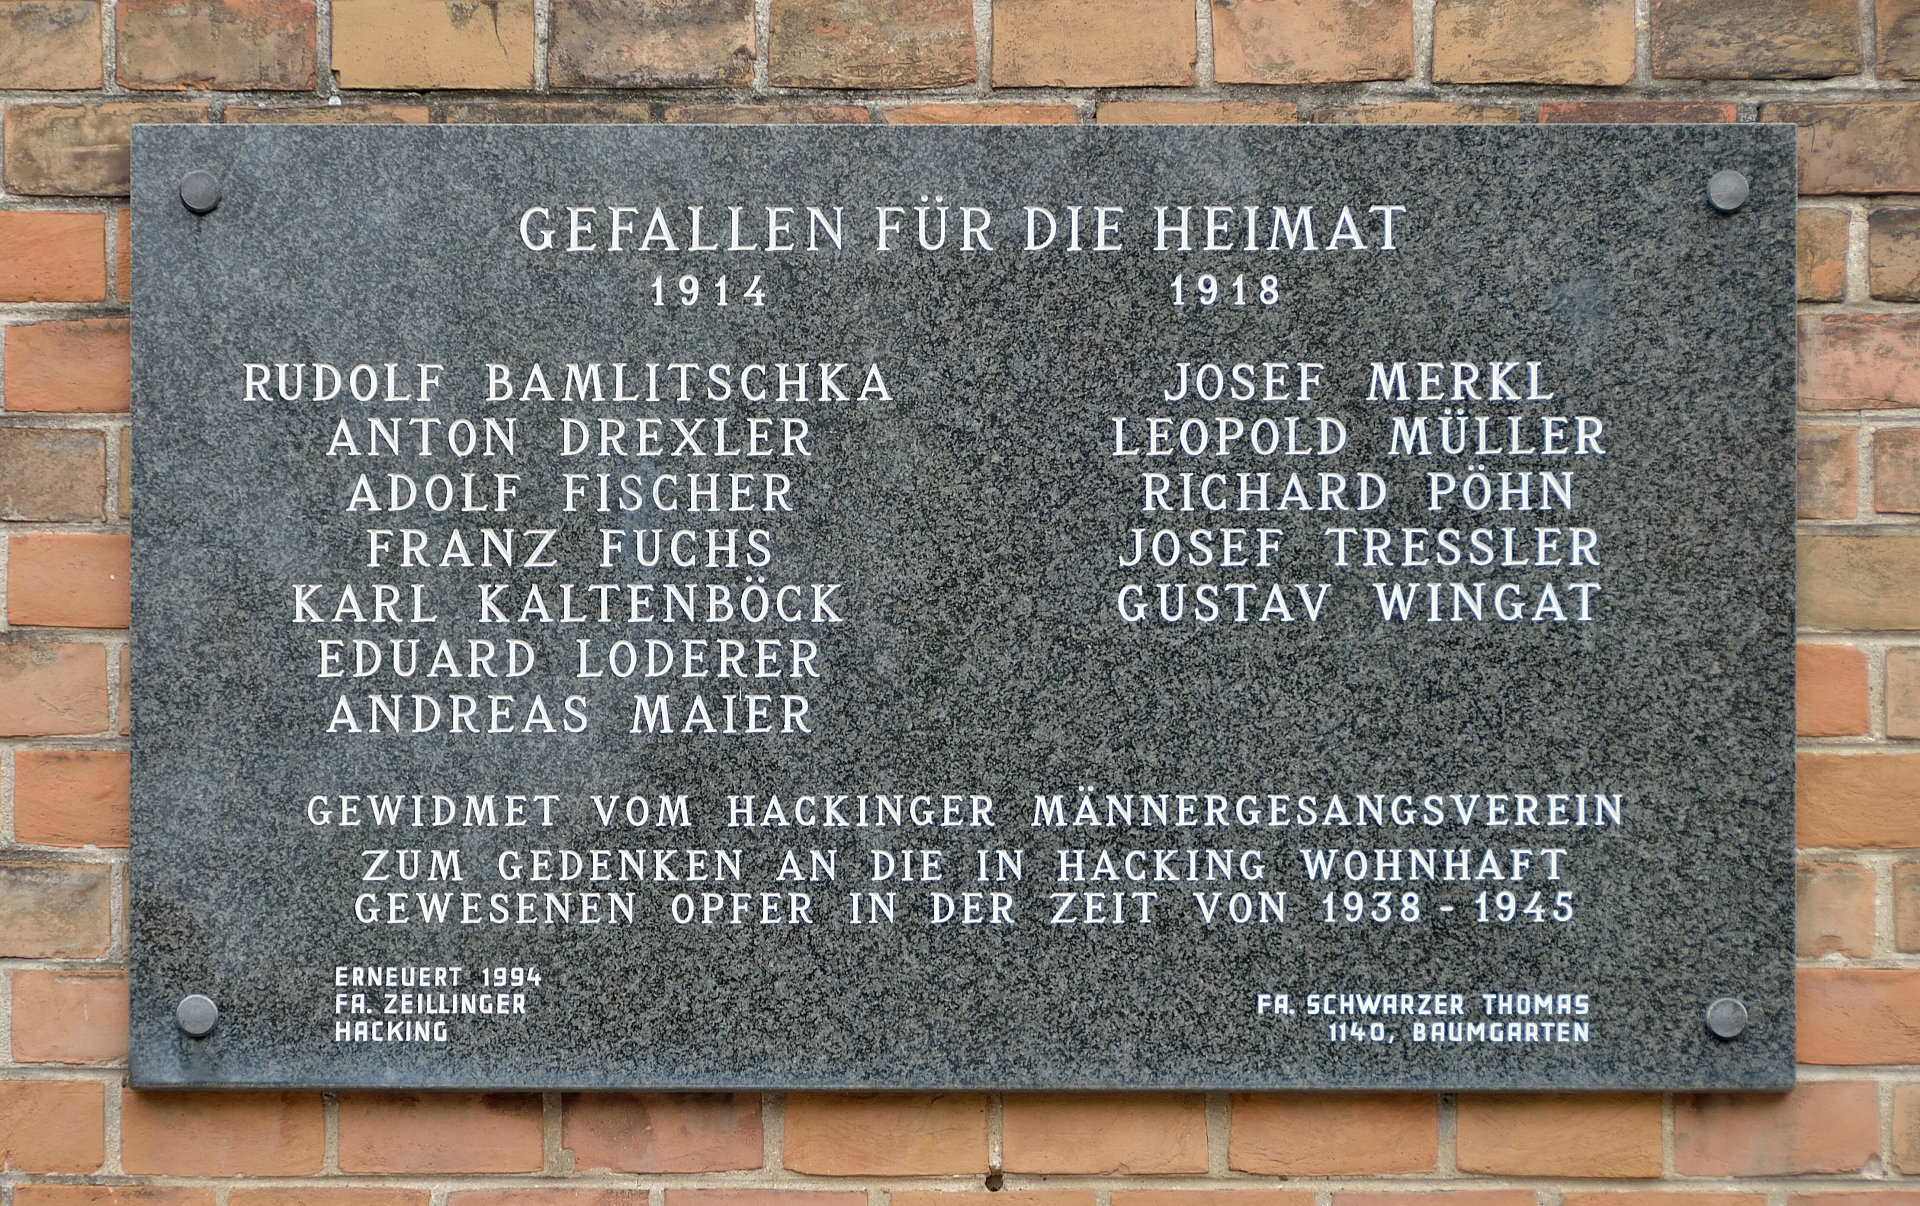 GEFALLEN FÜR DIE HEIMAT
1914 1918
RUDOLF BAMLITSCHKA
ANTON DREXLER
ADOLF FISCHER
FRANZ FUCHS
KARL KALTENBÖCK
EDUARD LODERER
ANDREAS MAIER
JOSEF MERKL
LEOPOLD MÜLLER
RICHARD PÖHN
JOSEF TRESSLER
GUSTAV WINGAT
GEWIDMET VOM HACKINGER MÄNNERGESANGSVEREIN
ZUM GEDENKEN AN DIE IN HACKING WOHNHAFT
GEWESENEN OPFER IN DER ZEIT VON 1938 - 1945
ERNEUERT 1994
FA. ZEILLINGER
HACKING
FA. SCHWARZER THOMAS
1140, BAUMGARTEN